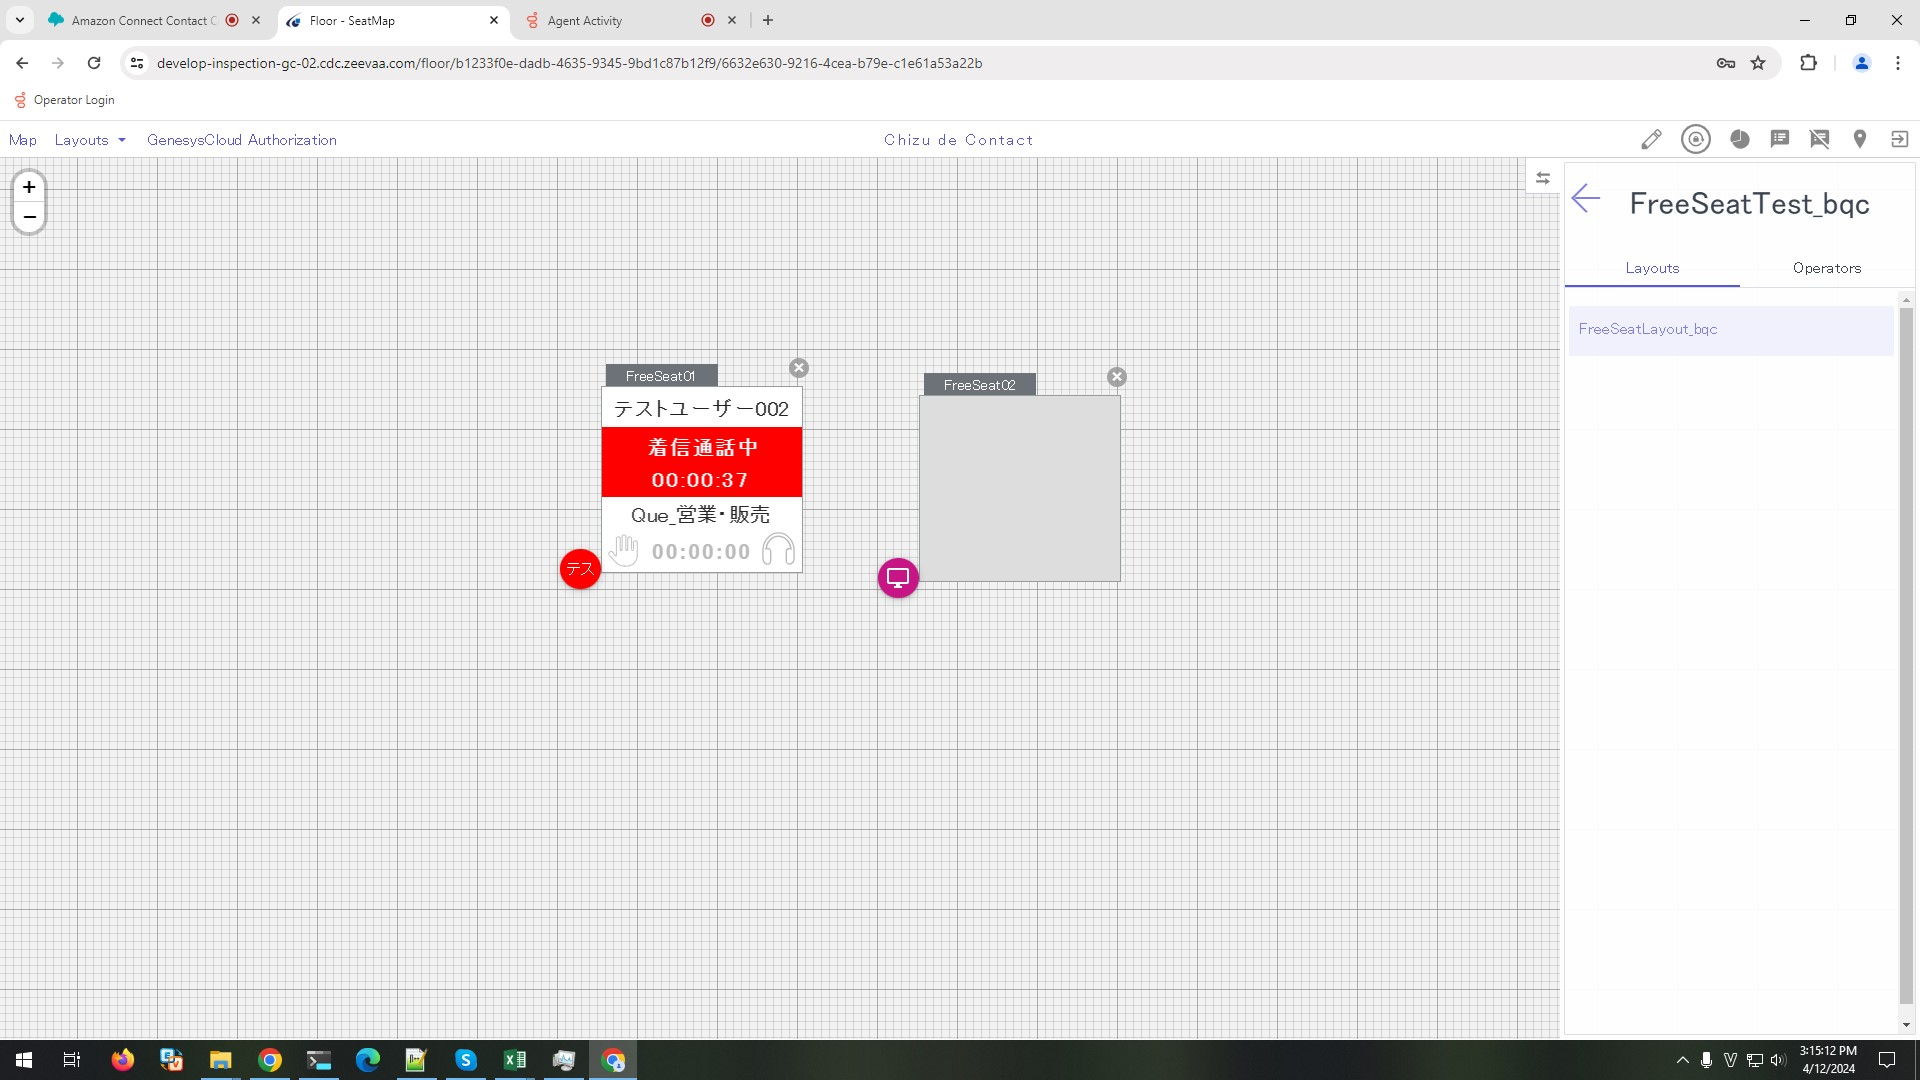 Amazon Connect Contact C
Floor - SeatMap
Agent Activity
develop-inspection-gc-02.cdc.zeevaa.com/floor/b1233f0e-dadb-4635-9345-9bd1c87b12f9/6632e630-9216-4cea-b79e-c1e61a53a22b
Operator Login
Map Layouts GenesysCloud Authorization
Chizu de Contact
+
−
FreeSeatTest_bqc
Layouts Operators
FreeSeatLayout_bqc
FreeSeat01
テストユーザー002
着信通話中
00:00:37
Que_営業・販売
00:00:00
テス
FreeSeat02
3:15:12 PM
4/12/2024